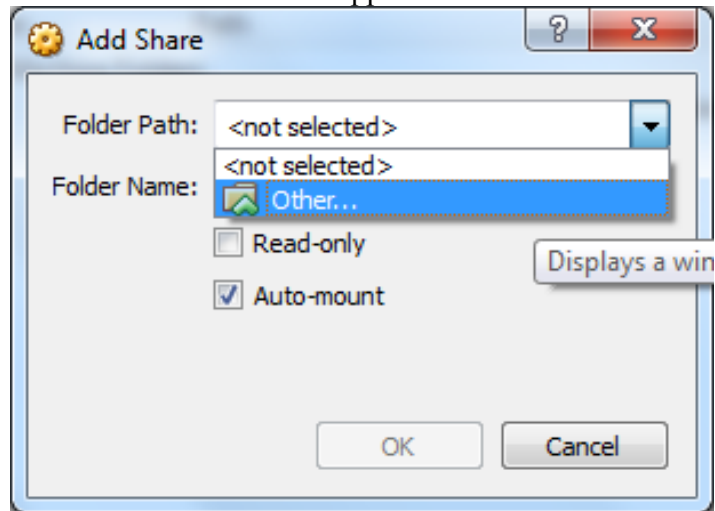 Add Share
Folder Path: <not selected>
<not selected>
Folder Name: Other...
Read-only
Displays a win
Auto-mount
OK Cancel